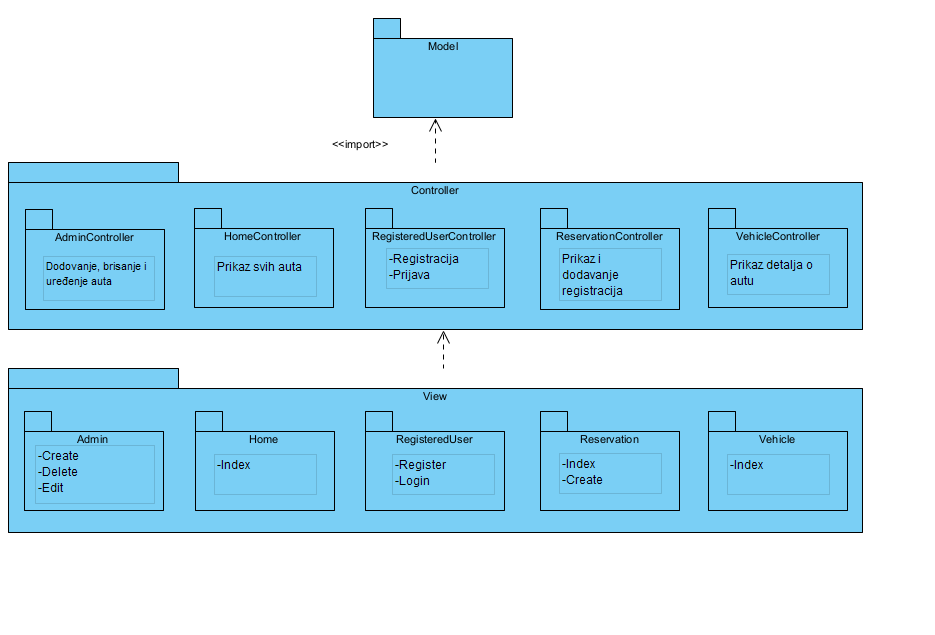 Model
<<import>>
Controller
AdminController
Dodovanje, brisanje i
uređenje auta
HomeController
Prikaz svih auta
RegisteredUserController
-Registracija
-Prijava
ReservationController
Prikaz i
dodavanje
registracija
VehicleController
Prikaz detalja o
autu
View
Admin
-Create
-Delete
-Edit
Home
-Index
RegisteredUser
-Register
-Login
Reservation
-Index
-Create
Vehicle
-Index